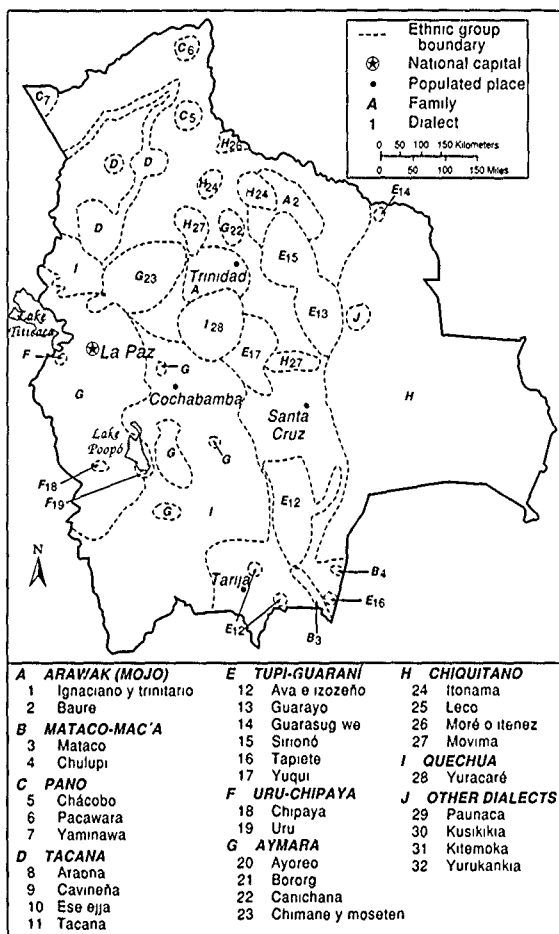 Ethnic group
boundary
National capital
Populated place
A Family
1 Dialect
0 50 100 150 Kilometers
0 50 100 150 Miles
C6
C7
C5
D
D
H26
H24
H24
A2
E14
D
H27
G22
E15
I
G23
Trinidad
A
E13
J
Lake
Titicaca
I28
E17
H27
F
La Paz
G
G
Cochabamba
Santa
Cruz
H
Lake
Poopó
G
G
F18
F19
E12
G
I
N
Tarija
B4
E12
E16
B3
A ARAWAK (MOJO)
1 Ignaciano y trinitario
2 Baure
B MATACO-MAC'A
3 Mataco
4 Chulupi
C PANO
5 Chácobo
6 Pacawara
7 Yaminawa
D TACANA
8 Araona
9 Cavineña
10 Ese ejja
11 Tacana
E TUPI-GUARANÍ
12 Ava e izozeño
13 Guarayo
14 Guarasug we
15 Sirionó
16 Tapiete
17 Yuqui
F URU-CHIPAYA
18 Chipaya
19 Uru
G AYMARA
20 Ayoreo
21 Bororg
22 Canichana
23 Chimane y moseten
H CHIQUITANO
24 Itonama
25 Leco
26 Moré o itenez
27 Movima
I QUECHUA
28 Yuracaré
J OTHER DIALECTS
29 Paunaca
30 Kusikikia
31 Kitemoka
32 Yurukankia